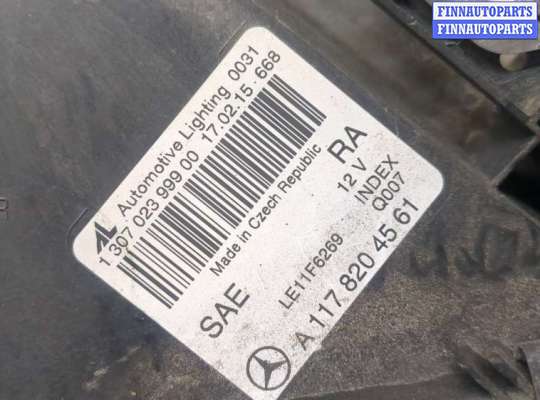 FINNAUTOPARTS
FINNAUTOPARTS
FINNAUTOPARTS
AL Automotive Lighting 0031
1 307 023 999 00 17.02.15 668
Made in Czech Republic
RA
12 V
INDEX
Q007
SAE
LE11F6269
A 117 820 45 61